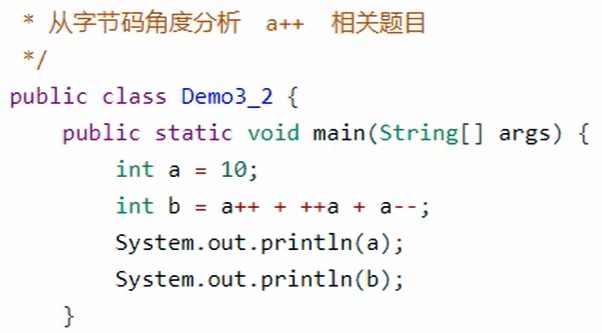 * 从字节码角度分析 a++ 相关题目
*/
public class Demo3_2 {
public static void main(String[] args) {
int a = 10;
int b = a++ + ++a + a--;
System.out.println(a);
System.out.println(b);
}